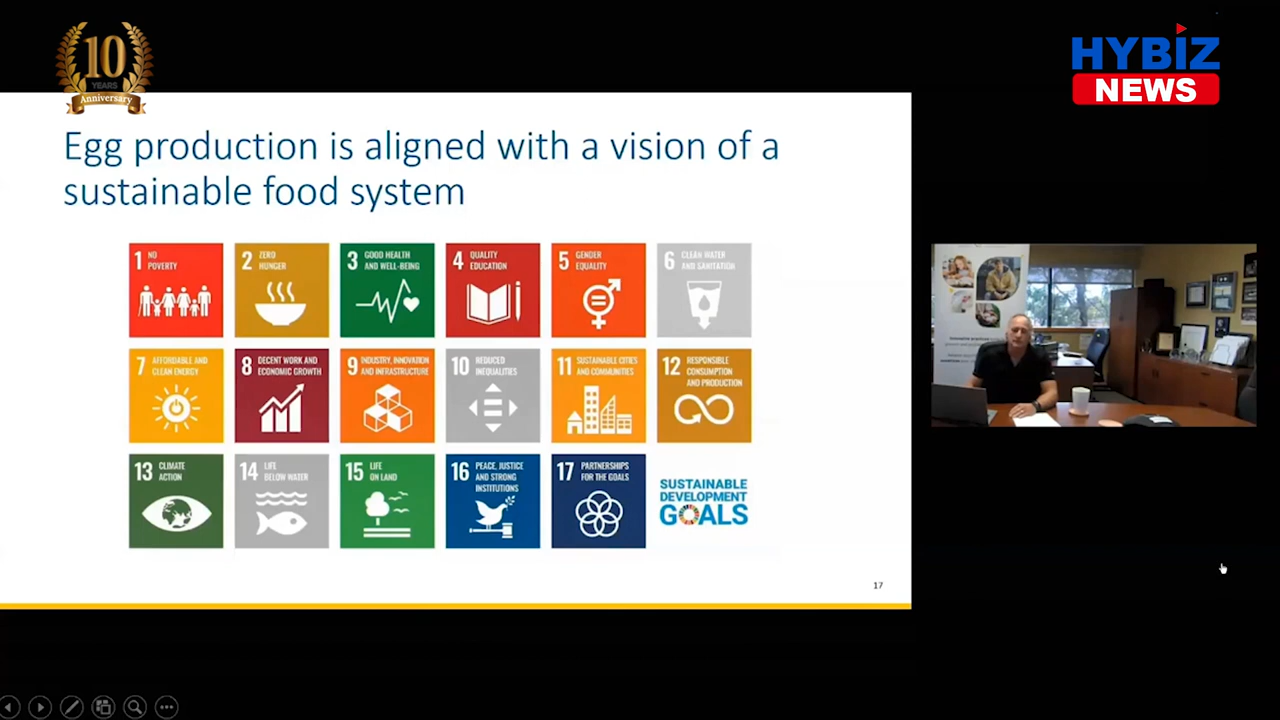 10
YEARS
Anniversary
HYBIZ
NEWS
Egg production is aligned with a vision of a
sustainable food system
1 NO
POVERTY
2 ZERO
HUNGER
3 GOOD HEALTH
AND WELL-BEING
4 QUALITY
EDUCATION
5 GENDER
EQUALITY
6 CLEAN WATER
AND SANITATION
7 AFFORDABLE AND
CLEAN ENERGY
8 DECENT WORK AND
ECONOMIC GROWTH
9 INDUSTRY, INNOVATION
AND INFRASTRUCTURE
10 REDUCED
INEQUALITIES
11 SUSTAINABLE CITIES
AND COMMUNITIES
12 RESPONSIBLE
CONSUMPTION
AND PRODUCTION
13 CLIMATE
ACTION
14 LIFE
BELOW WATER
15 LIFE
ON LAND
16 PEACE, JUSTICE
AND STRONG
INSTITUTIONS
17 PARTNERSHIPS
FOR THE GOALS
SUSTAINABLE
DEVELOPMENT
GOALS
17